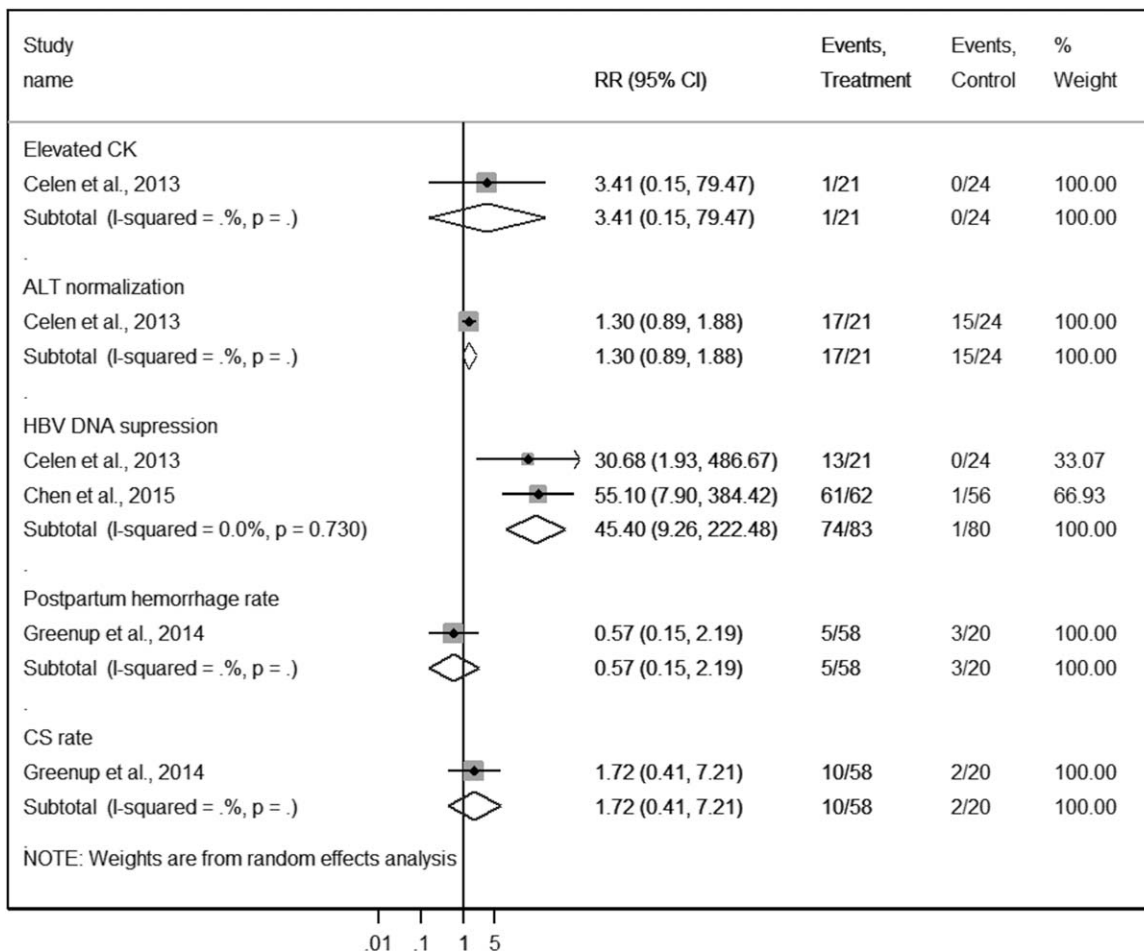 Study name RR (95% CI) Events, Treatment Events, Control % Weight
Elevated CK
Celen et al., 2013 3.41 (0.15, 79.47) 1/21 0/24 100.00
Subtotal (I-squared = .%, p = .) 3.41 (0.15, 79.47) 1/21 0/24 100.00
.
ALT normalization
Celen et al., 2013 1.30 (0.89, 1.88) 17/21 15/24 100.00
Subtotal (I-squared = .%, p = .) 1.30 (0.89, 1.88) 17/21 15/24 100.00
.
HBV DNA supression
Celen et al., 2013 30.68 (1.93, 486.67) 13/21 0/24 33.07
Chen et al., 2015 55.10 (7.90, 384.42) 61/62 1/56 66.93
Subtotal (I-squared = 0.0%, p = 0.730) 45.40 (9.26, 222.48) 74/83 1/80 100.00
.
Postpartum hemorrhage rate
Greenup et al., 2014 0.57 (0.15, 2.19) 5/58 3/20 100.00
Subtotal (I-squared = .%, p = .) 0.57 (0.15, 2.19) 5/58 3/20 100.00
.
CS rate
Greenup et al., 2014 1.72 (0.41, 7.21) 10/58 2/20 100.00
Subtotal (I-squared = .%, p = .) 1.72 (0.41, 7.21) 10/58 2/20 100.00
.
NOTE: Weights are from random effects analysis
.01 .1 1 5